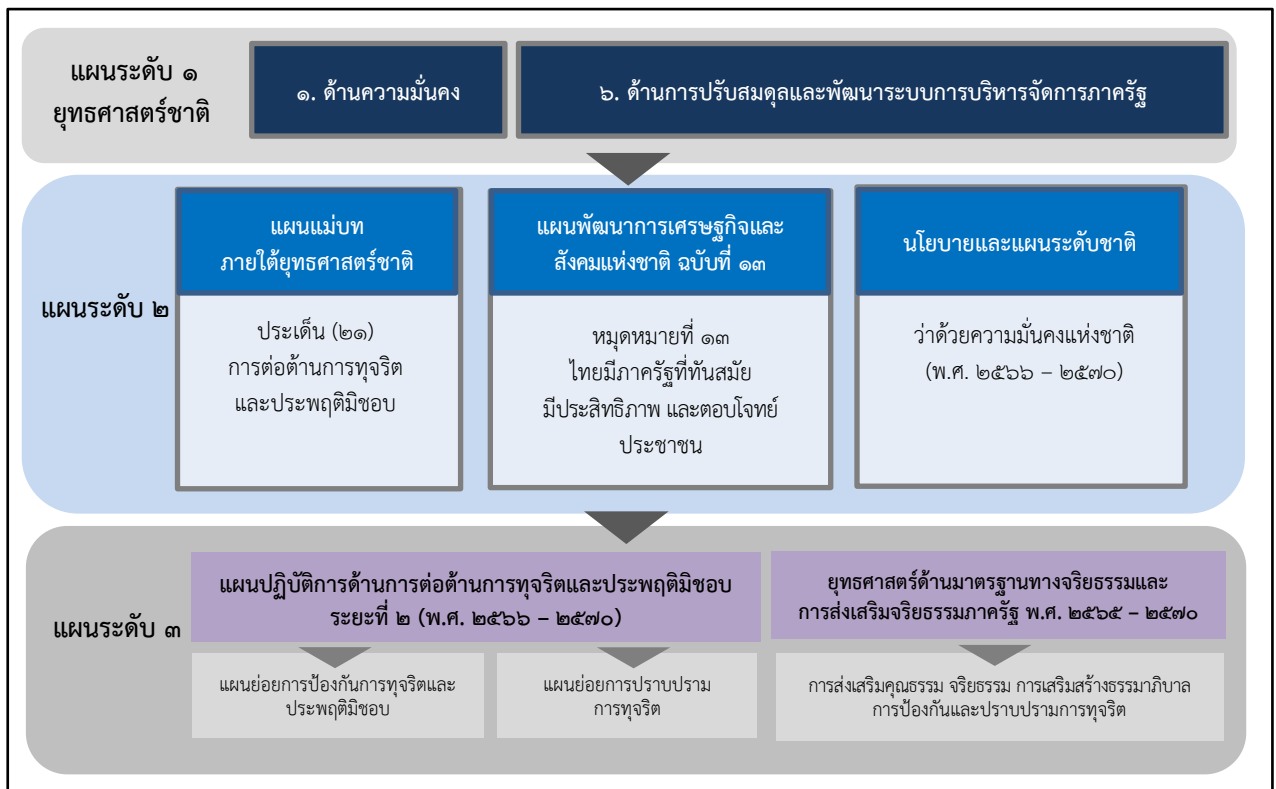 แผนระดับ ๑
ยุทธศาสตร์ชาติ
๑. ด้านความมั่นคง
๖. ด้านการปรับสมดุลและพัฒนาระบบการบริหารจัดการภาครัฐ
แผนระดับ ๒
แผนแม่บท
ภายใต้ยุทธศาสตร์ชาติ
ประเด็น (๒๑)
การต่อต้านการทุจริต
และประพฤติมิชอบ
แผนพัฒนาการเศรษฐกิจและ
สังคมแห่งชาติ ฉบับที่ ๑๓
หมุดหมายที่ ๑๓
ไทยมีภาครัฐที่ทันสมัย
มีประสิทธิภาพ และตอบโจทย์
ประชาชน
นโยบายและแผนระดับชาติ
ว่าด้วยความมั่นคงแห่งชาติ
(พ.ศ. ๒๕๖๖ – ๒๕๗๐)
แผนระดับ ๓
แผนปฏิบัติการด้านการต่อต้านการทุจริตและประพฤติมิชอบ
ระยะที่ ๒ (พ.ศ. ๒๕๖๖ – ๒๕๗๐)
แผนย่อยการป้องกันการทุจริตและ
ประพฤติมิชอบ
แผนย่อยการปราบปราม
การทุจริต
ยุทธศาสตร์ด้านมาตรฐานทางจริยธรรมและ
การส่งเสริมจริยธรรมภาครัฐ พ.ศ. ๒๕๖๕ – ๒๕๗๐
การส่งเสริมคุณธรรม จริยธรรม การเสริมสร้างธรรมาภิบาล
การป้องกันและปราบปรามการทุจริต